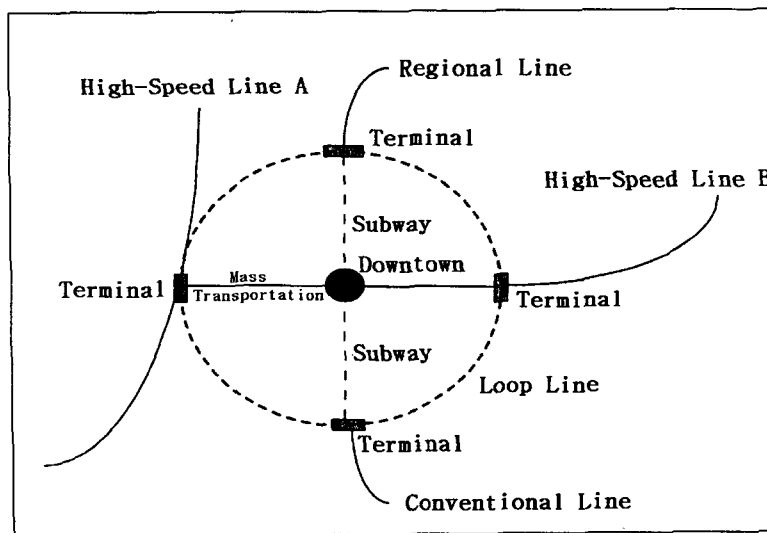 Regional Line
High-Speed Line A
Terminal
High-Speed Line B
Subway
Downtown
Mass
Transportation
Terminal
Terminal
Subway
Loop Line
Terminal
Conventional Line